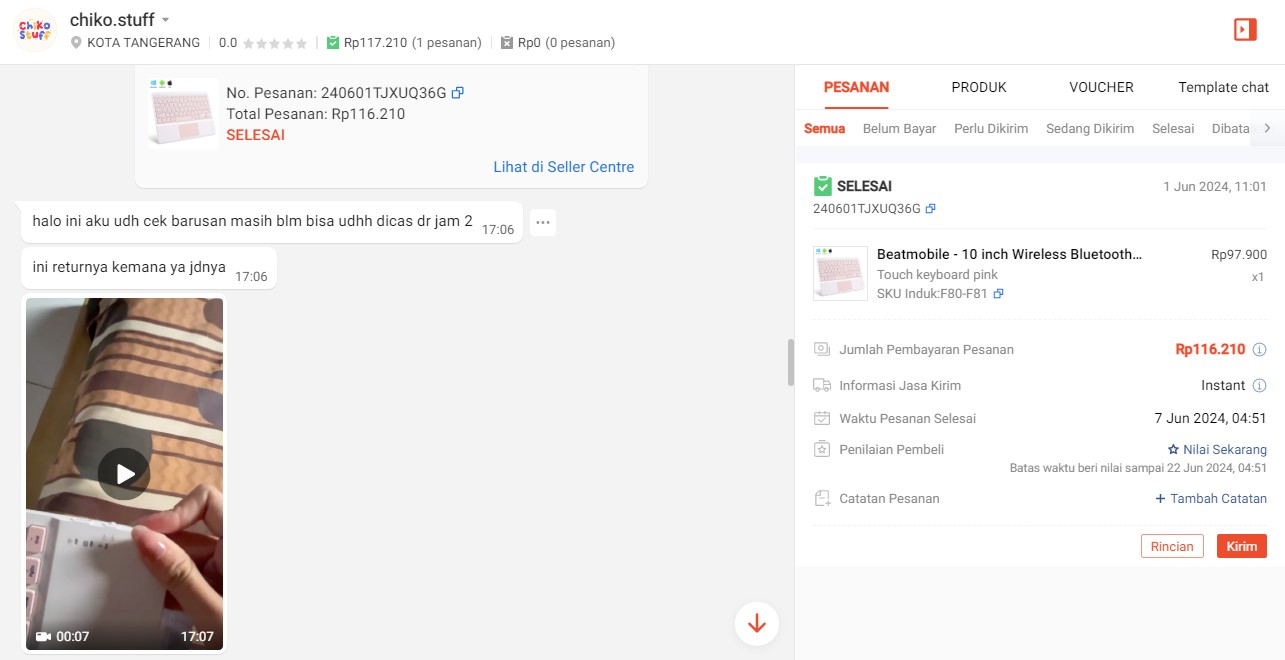 Chiko
Stuff
chiko.stuff
KOTA TANGERANG
0.0
Rp117.210 (1 pesanan)
Rp0 (0 pesanan)
No. Pesanan: 240601TJXUQ36G
Total Pesanan: Rp116.210
SELESAI
Lihat di Seller Centre
halo ini aku udh cek barusan masih blm bisa udhh dicas dr jam 2
17:06
ini returnya kemana ya jdnya
17:06
00:07
17:07
PESANAN
PRODUK
VOUCHER
Template chat
Semua
Belum Bayar
Perlu Dikirim
Sedang Dikirim
Selesai
Dibata
SELESAI
1 Jun 2024, 11:01
240601TJXUQ36G
Beatmobile - 10 inch Wireless Bluetooth...
Rp97.900
Touch keyboard pink
x1
SKU Induk:F80-F81
Jumlah Pembayaran Pesanan
Rp116.210
Informasi Jasa Kirim
Instant
Waktu Pesanan Selesai
7 Jun 2024, 04:51
Penilaian Pembeli
Nilai Sekarang
Batas waktu beri nilai sampai 22 Jun 2024, 04:51
Catatan Pesanan
+ Tambah Catatan
Rincian
Kirim